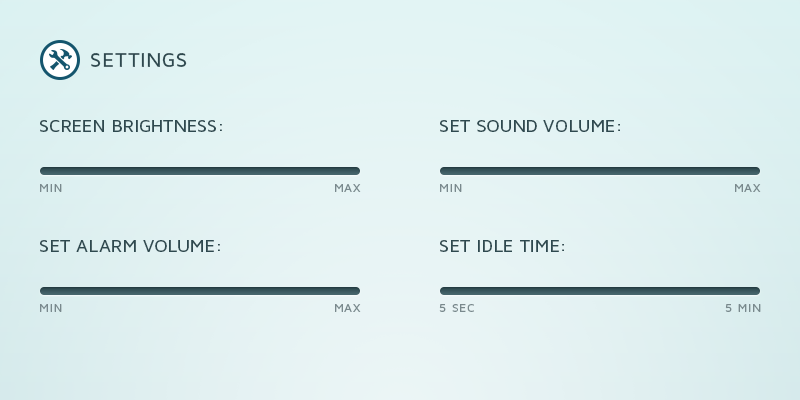 SETTINGS
SCREEN BRIGHTNESS:
MIN MAX
SET SOUND VOLUME:
MIN MAX
SET ALARM VOLUME:
MIN MAX
SET IDLE TIME:
5 SEC 5 MIN